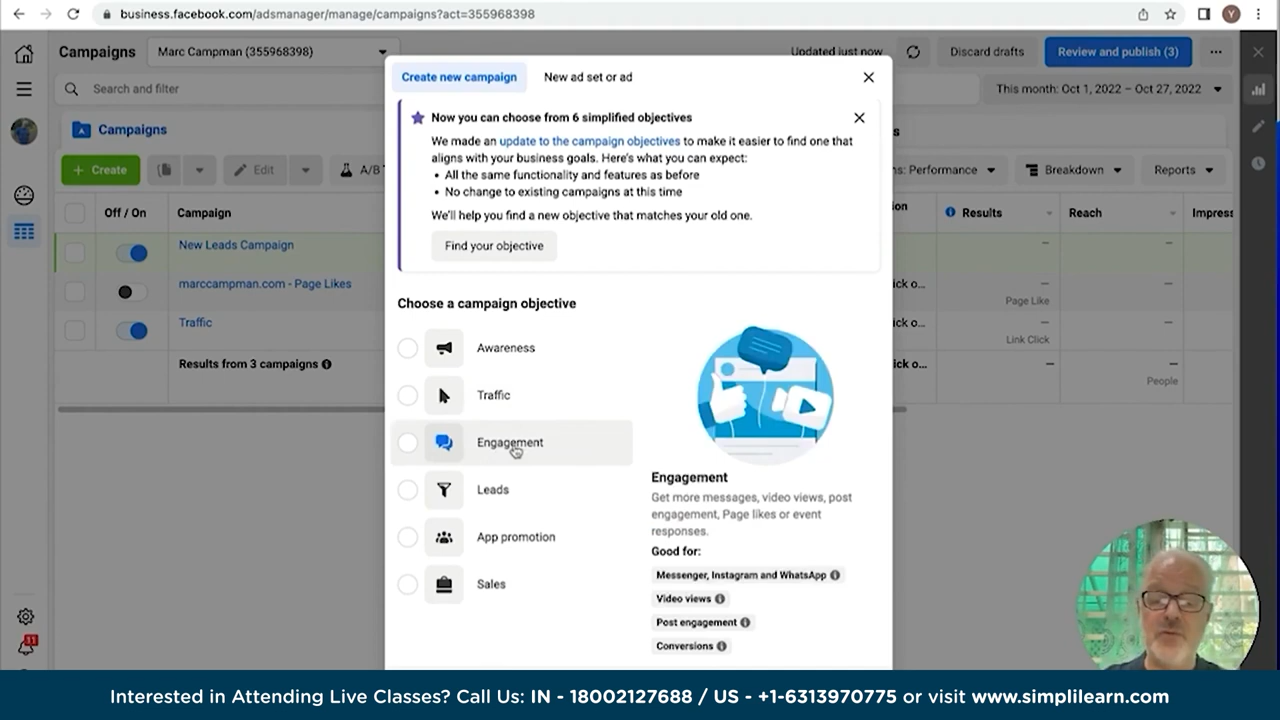 business.facebook.com/adsmanager/manage/campaigns?act=355968398
Y
Campaigns
Marc Campman (355968398)
Updated just now
Discard drafts
Review and publish (3)
Search and filter
This month: Oct 1, 2022 – Oct 27, 2022
Campaigns
+ Create
Edit
A/B T
ns: Performance
Breakdown
Reports
Off / On
Campaign
ion
Results
Reach
Impress
New Leads Campaign
–
–
marccampman.com - Page Likes
ick o...
–
–
Page Like
Traffic
ick o...
–
–
Link Click
Results from 3 campaigns
ick o...
–
–
People
11
Create new campaign
New ad set or ad
Now you can choose from 6 simplified objectives
We made an update to the campaign objectives to make it easier to find one that
aligns with your business goals. Here's what you can expect:
• All the same functionality and features as before
• No change to existing campaigns at this time
We'll help you find a new objective that matches your old one.
Find your objective
Choose a campaign objective
Awareness
Traffic
Engagement
Leads
App promotion
Sales
Engagement
Get more messages, video views, post
engagement, Page likes or event
responses.
Good for:
Messenger, Instagram and WhatsApp
Video views
Post engagement
Conversions
Interested in Attending Live Classes? Call Us: IN - 18002127688 / US - +1-6313970775 or visit www.simplilearn.com